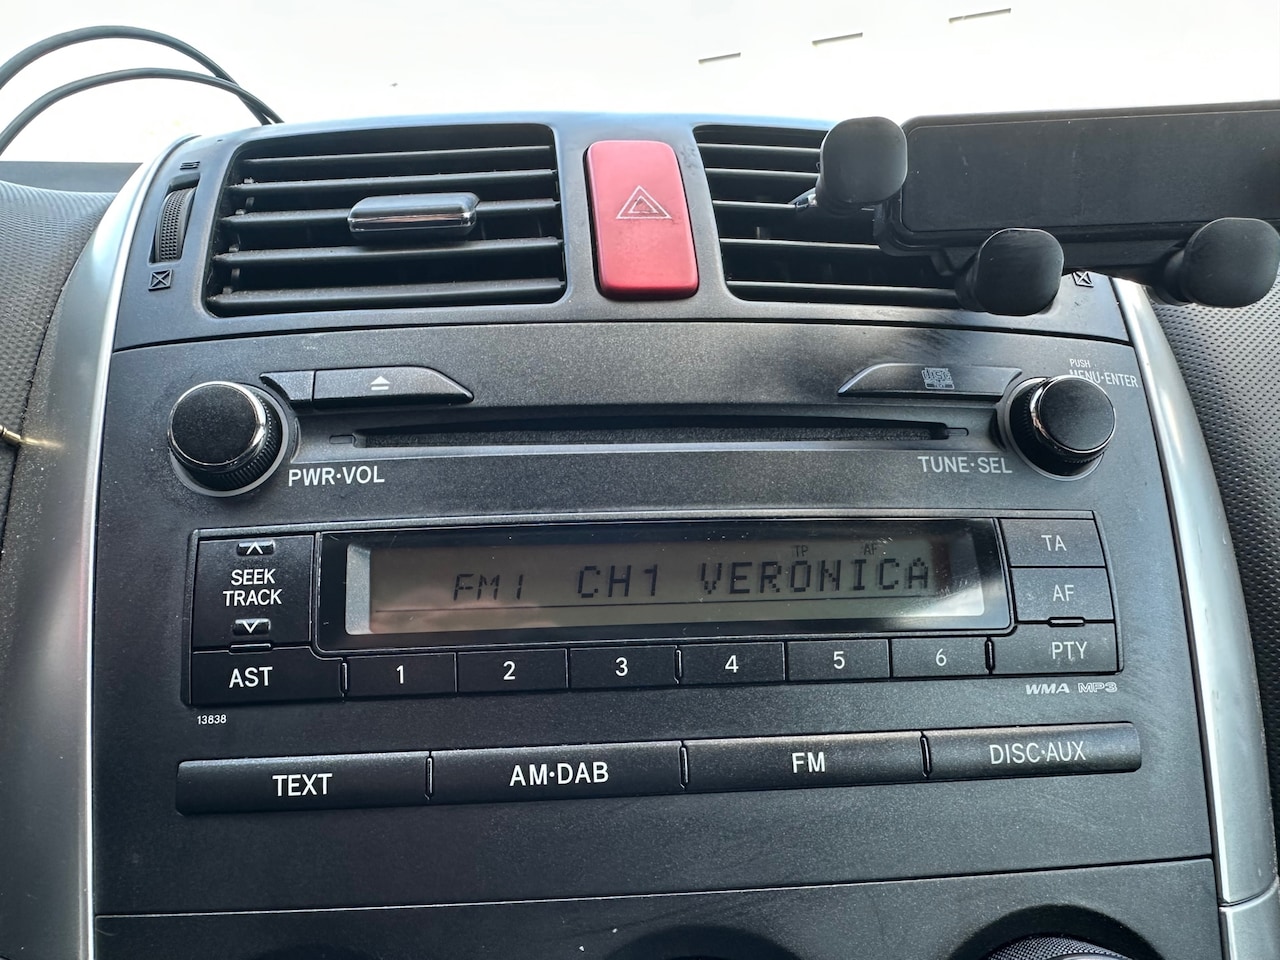 PUSH
MENU·ENTER
PWR·VOL
TUNE·SEL
SEEK
TRACK
TP AF
FM1 CH1 VERONICA
TA
AF
PTY
AST
1 2 3 4 5 6
WMA MP3
13838
TEXT
AM·DAB
FM
DISC·AUX